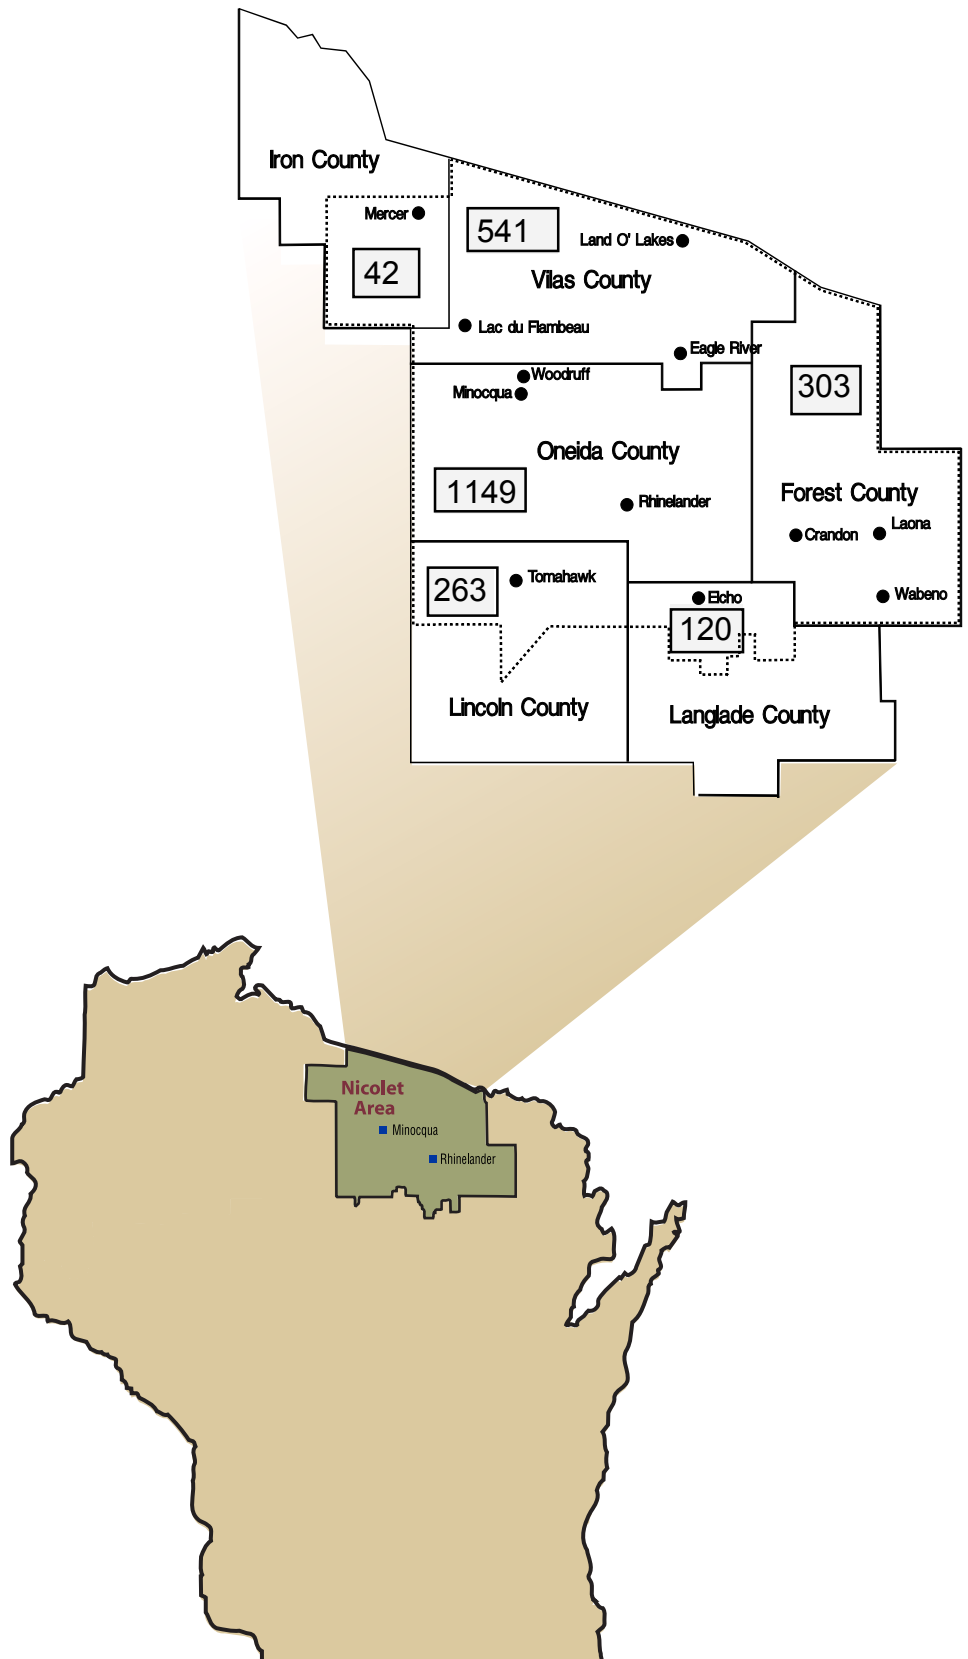 Iron County
Mercer
541
Land O' Lakes
42
Vilas County
Lac du Flambeau
Eagle River
Woodruff
Minocqua
303
Oneida County
1149
Forest County
Rhinelander
Laona
Crandon
Tomahawk
263
Elcho
Wabeno
120
Lincoln County
Langlade County
Nicolet
Area
Minocqua
Rhinelander